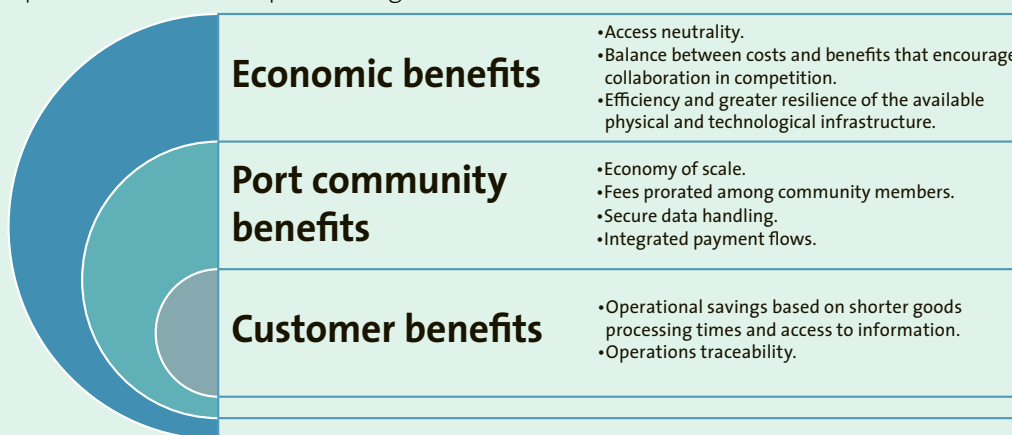 Economic benefits
•Access neutrality.
•Balance between costs and benefits that encourage
collaboration in competition.
•Efficiency and greater resilience of the available
physical and technological infrastructure.
Port community
benefits
•Economy of scale.
•Fees prorated among community members.
•Secure data handling.
•Integrated payment flows.
Customer benefits
•Operational savings based on shorter goods
processing times and access to information.
•Operations traceability.